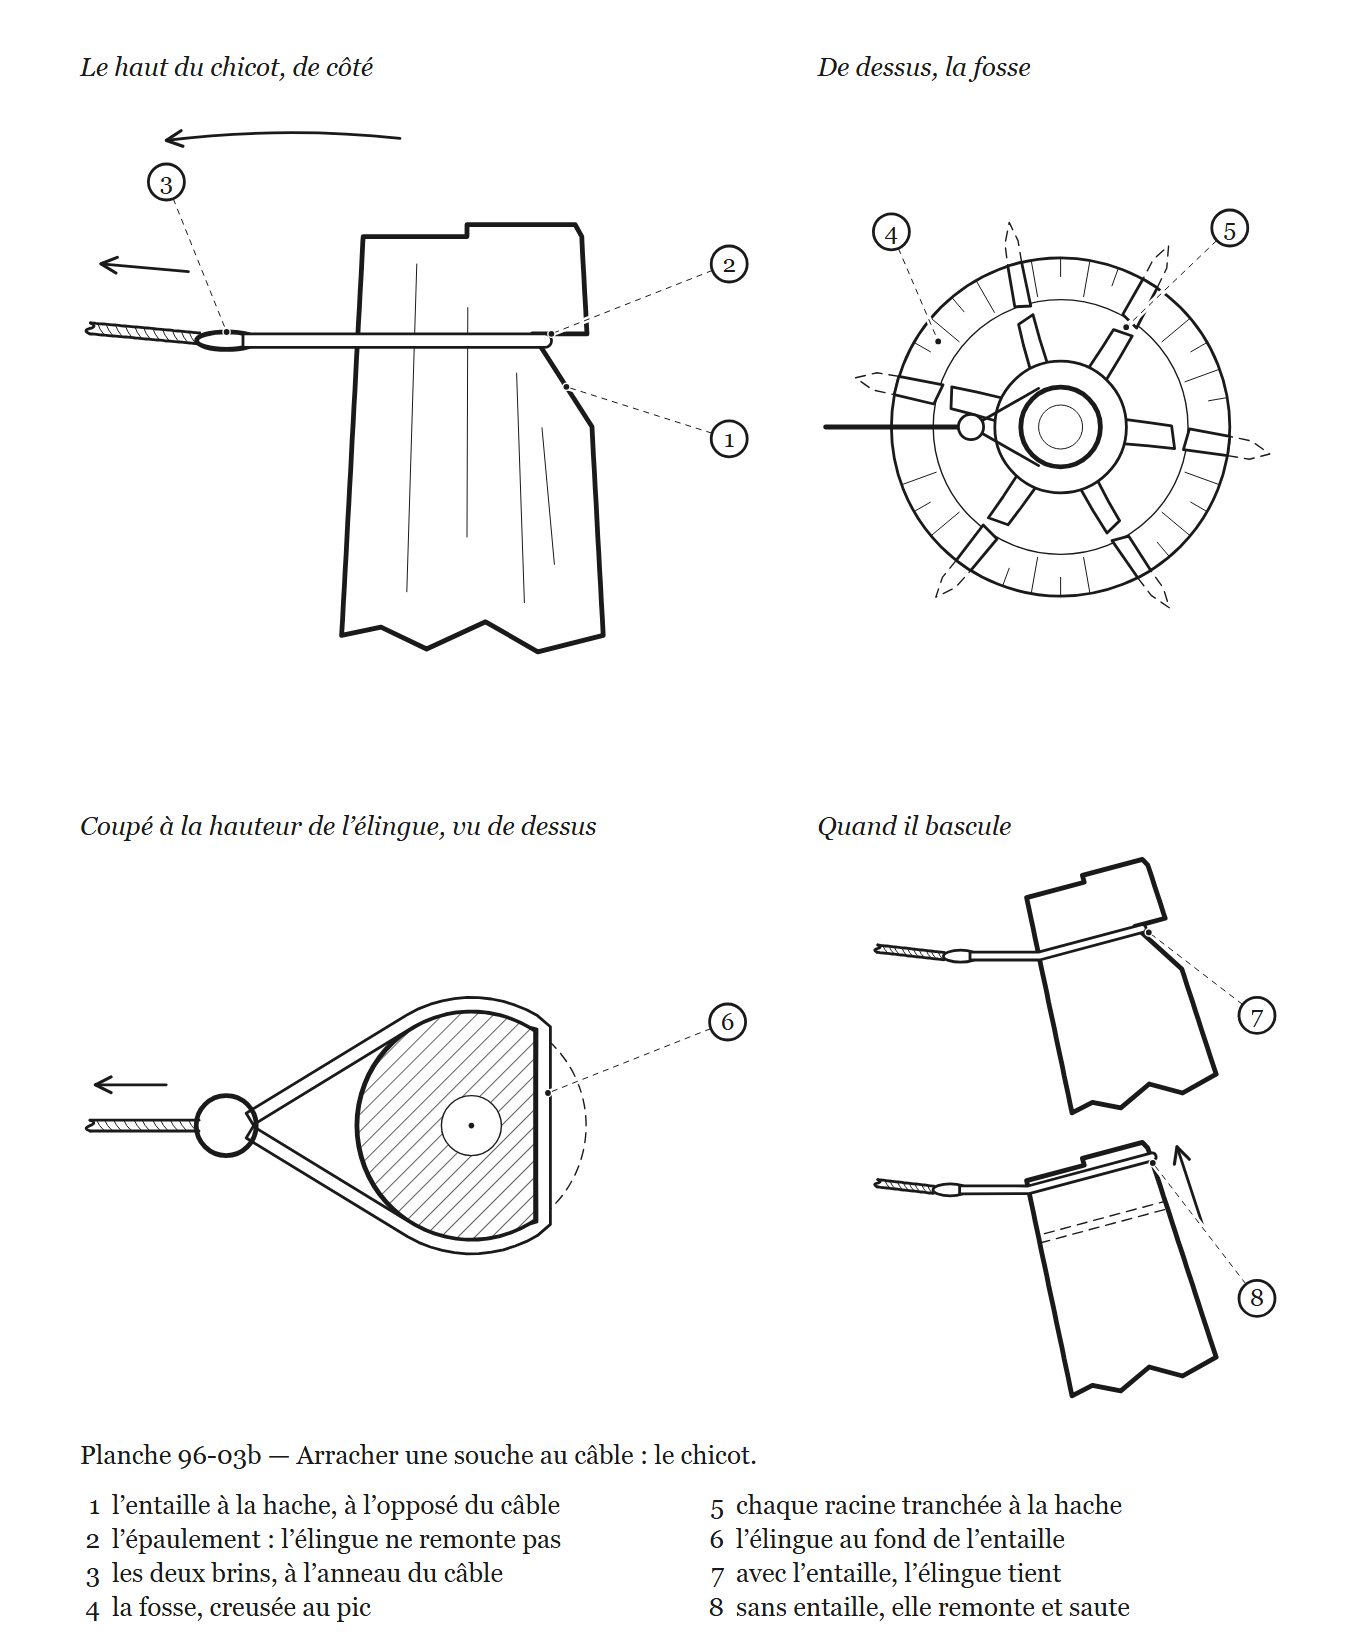 Le haut du chicot, de côté
De dessus, la fosse
3
2
1
4
5
Coupé à la hauteur de l’élingue, vu de dessus
Quand il bascule
6
7
8
Planche 96-03b — Arracher une souche au câble : le chicot.
1 l’entaille à la hache, à l’opposé du câble
2 l’épaulement : l’élingue ne remonte pas
3 les deux brins, à l’anneau du câble
4 la fosse, creusée au pic
5 chaque racine tranchée à la hache
6 l’élingue au fond de l’entaille
7 avec l’entaille, l’élingue tient
8 sans entaille, elle remonte et saute